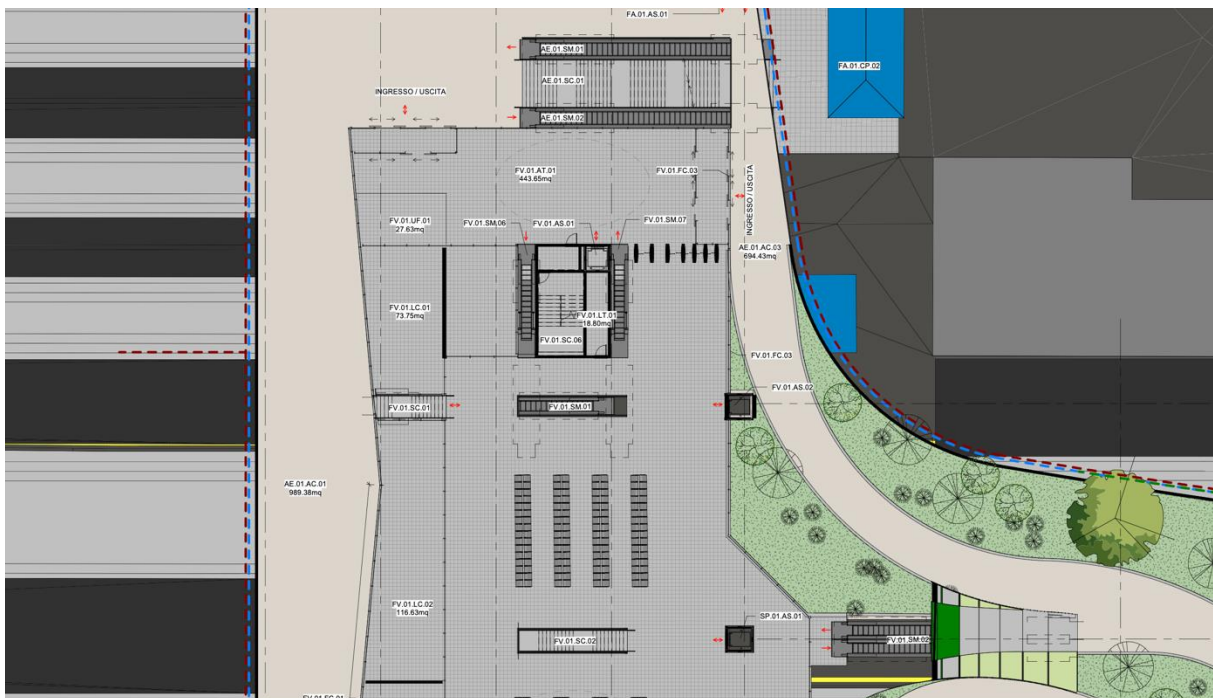 FA.01.AS.01
AE.01.SM.01
FA.01.CP.02
AE.01.SC.01
INGRESSO / USCITA
AE.01.SM.02
FV.01.AT.01
443.65mq
FV.01.FC.03
INGRESSO / USCITA
FV.01.UF.01
27.63mq
FV.01.SM.06
FV.01.AS.01
FV.01.SM.07
AE.01.AC.03
694.43mq
FV.01.LC.01
73.75mq
FV.01.LT.01
18.80mq
FV.01.SC.06
FV.01.FC.03
FV.01.AS.02
FV.01.SC.01
FV.01.SM.01
AE.01.AC.01
989.38mq
FV.01.LC.02
116.63mq
SP.01.AS.01
FV.01.SC.02
FV.01.SM.02
FV.01.FC.01